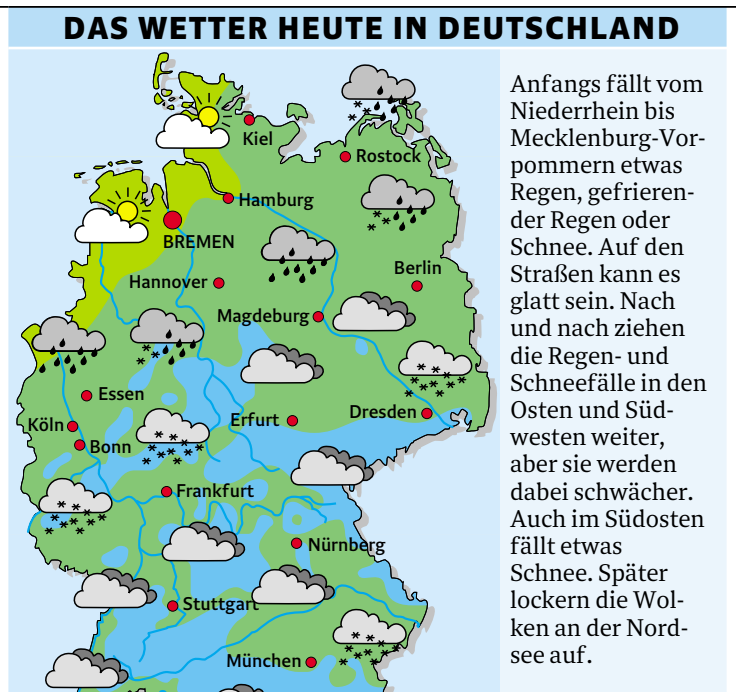 DAS WETTER HEUTE IN DEUTSCHLAND
Kiel
Rostock
Hamburg
BREMEN
Hannover
Berlin
Magdeburg
Essen
Köln
Bonn
Erfurt
Dresden
Frankfurt
Nürnberg
Stuttgart
München
Anfangs fällt vom
Niederrhein bis
Mecklenburg-Vor-
pommern etwas
Regen, gefrieren-
der Regen oder
Schnee. Auf den
Straßen kann es
glatt sein. Nach
und nach ziehen
die Regen- und
Schneefälle in den
Osten und Süd-
westen weiter,
aber sie werden
dabei schwächer.
Auch im Südosten
fällt etwas
Schnee. Später
lockern die Wol-
ken an der Nord-
see auf.